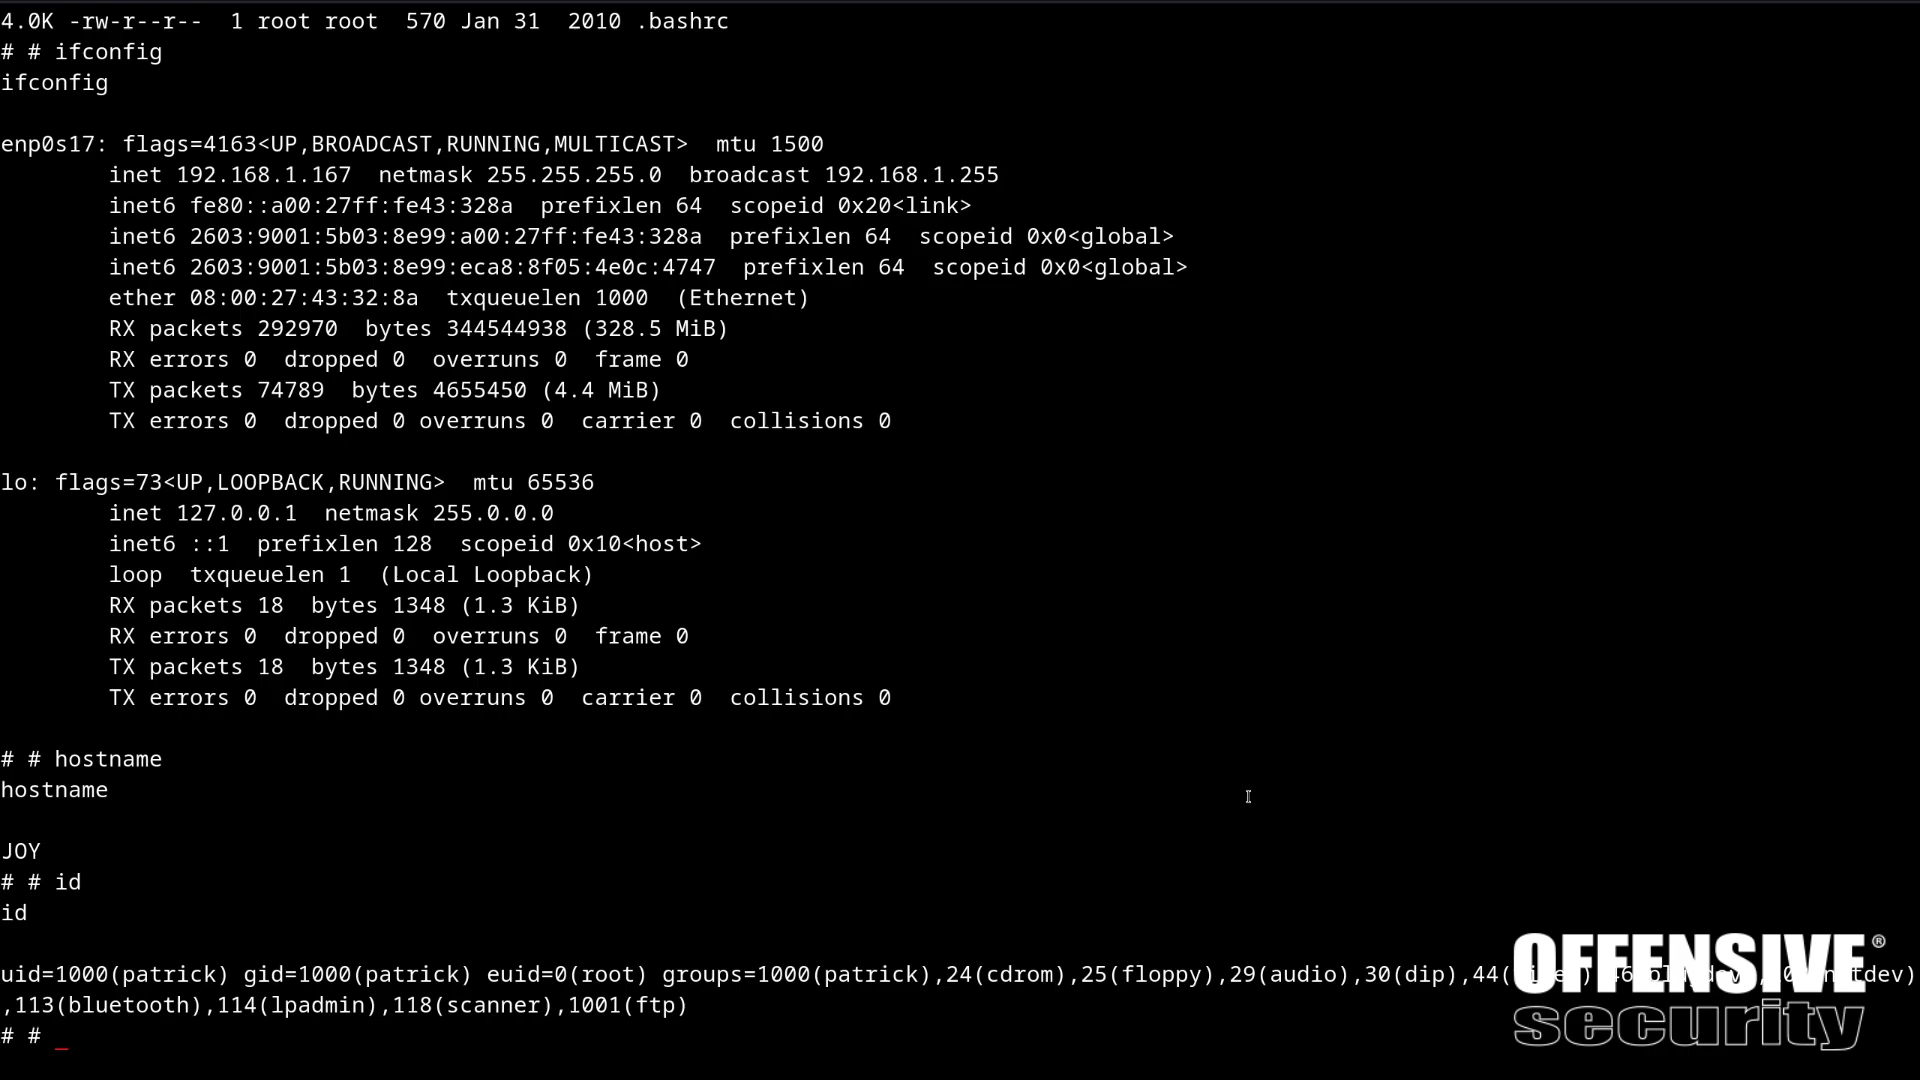 4.0K -rw-r--r--  1 root root  570 Jan 31  2010 .bashrc
# # ifconfig
ifconfig

enp0s17: flags=4163<UP,BROADCAST,RUNNING,MULTICAST>  mtu 1500
        inet 192.168.1.167  netmask 255.255.255.0  broadcast 192.168.1.255
        inet6 fe80::a00:27ff:fe43:328a  prefixlen 64  scopeid 0x20<link>
        inet6 2603:9001:5b03:8e99:a00:27ff:fe43:328a  prefixlen 64  scopeid 0x0<global>
        inet6 2603:9001:5b03:8e99:eca8:8f05:4e0c:4747  prefixlen 64  scopeid 0x0<global>
        ether 08:00:27:43:32:8a  txqueuelen 1000  (Ethernet)
        RX packets 292970  bytes 344544938 (328.5 MiB)
        RX errors 0  dropped 0  overruns 0  frame 0
        TX packets 74789  bytes 4655450 (4.4 MiB)
        TX errors 0  dropped 0 overruns 0  carrier 0  collisions 0

lo: flags=73<UP,LOOPBACK,RUNNING>  mtu 65536
        inet 127.0.0.1  netmask 255.0.0.0
        inet6 ::1  prefixlen 128  scopeid 0x10<host>
        loop  txqueuelen 1  (Local Loopback)
        RX packets 18  bytes 1348 (1.3 KiB)
        RX errors 0  dropped 0  overruns 0  frame 0
        TX packets 18  bytes 1348 (1.3 KiB)
        TX errors 0  dropped 0 overruns 0  carrier 0  collisions 0

# # hostname
hostname

JOY
# # id
id

uid=1000(patrick) gid=1000(patrick) euid=0(root) groups=1000(patrick),24(cdrom),25(floppy),29(audio),30(dip),44(
,113(bluetooth),114(lpadmin),118(scanner),1001(ftp)
# # _
OFFENSIVE®
security